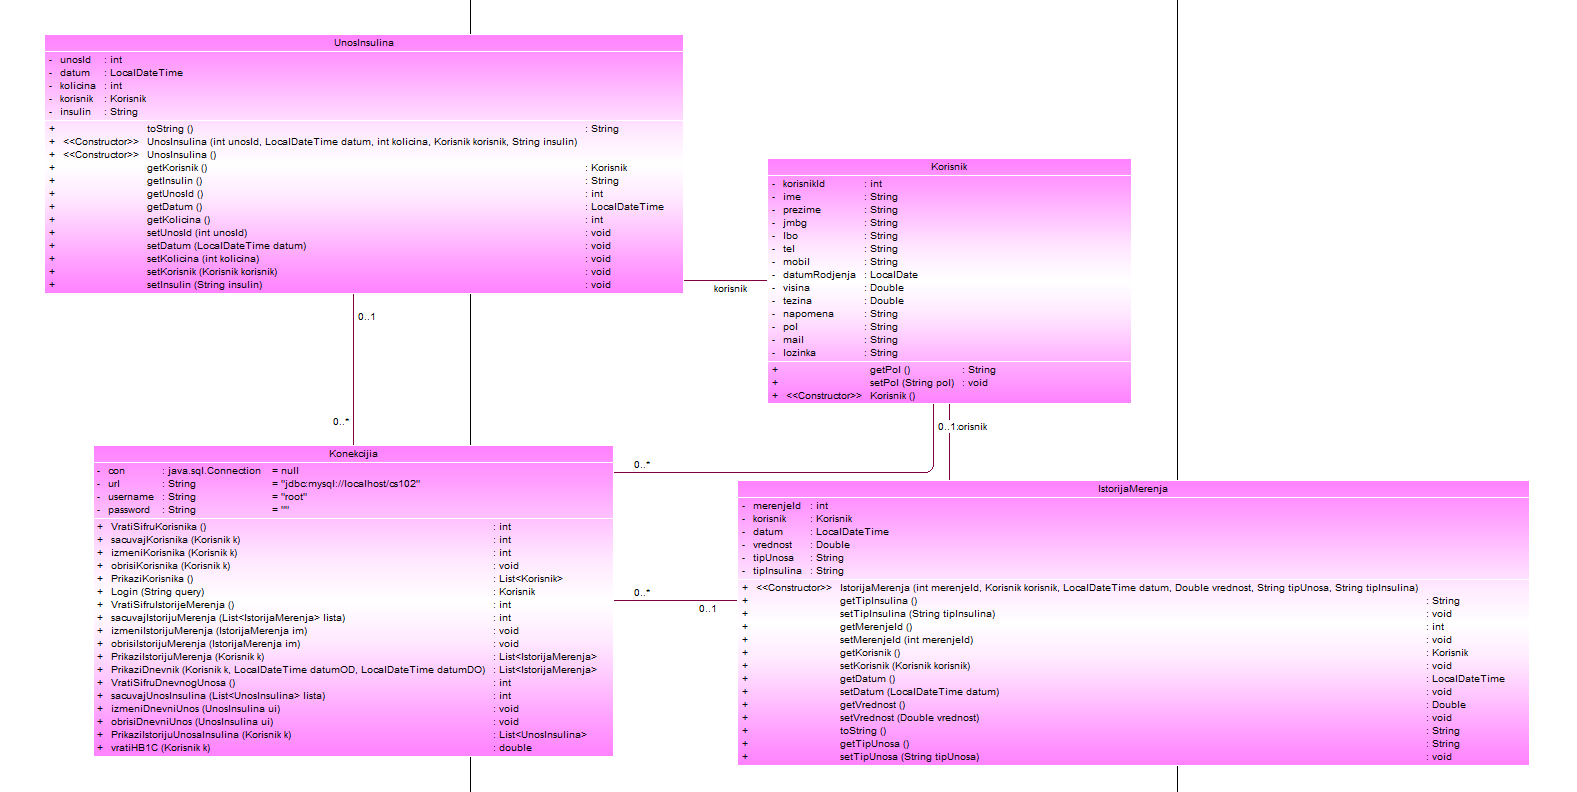 UnosInsulina
- unosId : int
- datum : LocalDateTime
- kolicina : int
- korisnik : Korisnik
- insulin : String
+ toString () : String
+ <<Constructor>> UnosInsulina (int unosId, LocalDateTime datum, int kolicina, Korisnik korisnik, String insulin)
+ <<Constructor>> UnosInsulina ()
+ getKorisnik () : Korisnik
+ getInsulin () : String
+ getUnosId () : int
+ getDatum () : LocalDateTime
+ getKolicina () : int
+ setUnosId (int unosId) : void
+ setDatum (LocalDateTime datum) : void
+ setKolicina (int kolicina) : void
+ setKorisnik (Korisnik korisnik) : void
+ setInsulin (String insulin) : void
Korisnik
- korisnikId : int
- ime : String
- prezime : String
- jmbg : String
- lbo : String
- tel : String
- mobil : String
- datumRodjenja : LocalDate
- visina : Double
- tezina : Double
- napomena : String
- pol : String
- mail : String
- lozinka : String
+ getPol () : String
+ setPol (String pol) : void
+ <<Constructor>> Korisnik ()
korisnik
0..1
0..*
0..1
orisnik
0..*
0..*
0..1
Konekcijia
- con : java.sql.Connection = null
- url : String = "jdbc:mysql://localhost/cs102"
- username : String = "root"
- password : String = ""
+ VratiSifruKorisnika () : int
+ sacuvajKorisnika (Korisnik k) : int
+ izmeniKorisnika (Korisnik k) : int
+ obrisiKorisnika (Korisnik k) : void
+ PrikaziKorisnika () : List<Korisnik>
+ Login (String query) : Korisnik
+ VratiSifruIstorijeMerenja () : int
+ sacuvajIstorijuMerenja (List<IstorijaMerenja> lista) : int
+ izmeniIstorijuMerenja (IstorijaMerenja im) : void
+ obrisiIstorijuMerenja (IstorijaMerenja im) : void
+ PrikaziIstorijuMerenja (Korisnik k) : List<IstorijaMerenja>
+ PrikaziDnevnik (Korisnik k, LocalDateTime datumOD, LocalDateTime datumDO) : List<IstorijaMerenja>
+ VratiSifruDnevnogUnosa () : int
+ sacuvajUnosInsulina (List<UnosInsulina> lista) : int
+ izmeniDnevniUnos (UnosInsulina ui) : void
+ obrisiDnevniUnos (UnosInsulina ui) : void
+ PrikaziIstorijuUnosaInsulina (Korisnik k) : List<UnosInsulina>
+ vratiHB1C (Korisnik k) : double
IstorijaMerenja
- merenjeId : int
- korisnik : Korisnik
- datum : LocalDateTime
- vrednost : Double
- tipUnosa : String
- tipInsulina : String
+ <<Constructor>> IstorijaMerenja (int merenjeId, Korisnik korisnik, LocalDateTime datum, Double vrednost, String tipUnosa, String tipInsulina)
+ getTipInsulina () : String
+ setTipInsulina (String tipInsulina) : void
+ getMerenjeId () : int
+ setMerenjeId (int merenjeId) : void
+ getKorisnik () : Korisnik
+ setKorisnik (Korisnik korisnik) : void
+ getDatum () : LocalDateTime
+ setDatum (LocalDateTime datum) : void
+ getVrednost () : Double
+ setVrednost (Double vrednost) : void
+ toString () : String
+ getTipUnosa () : String
+ setTipUnosa (String tipUnosa) : void